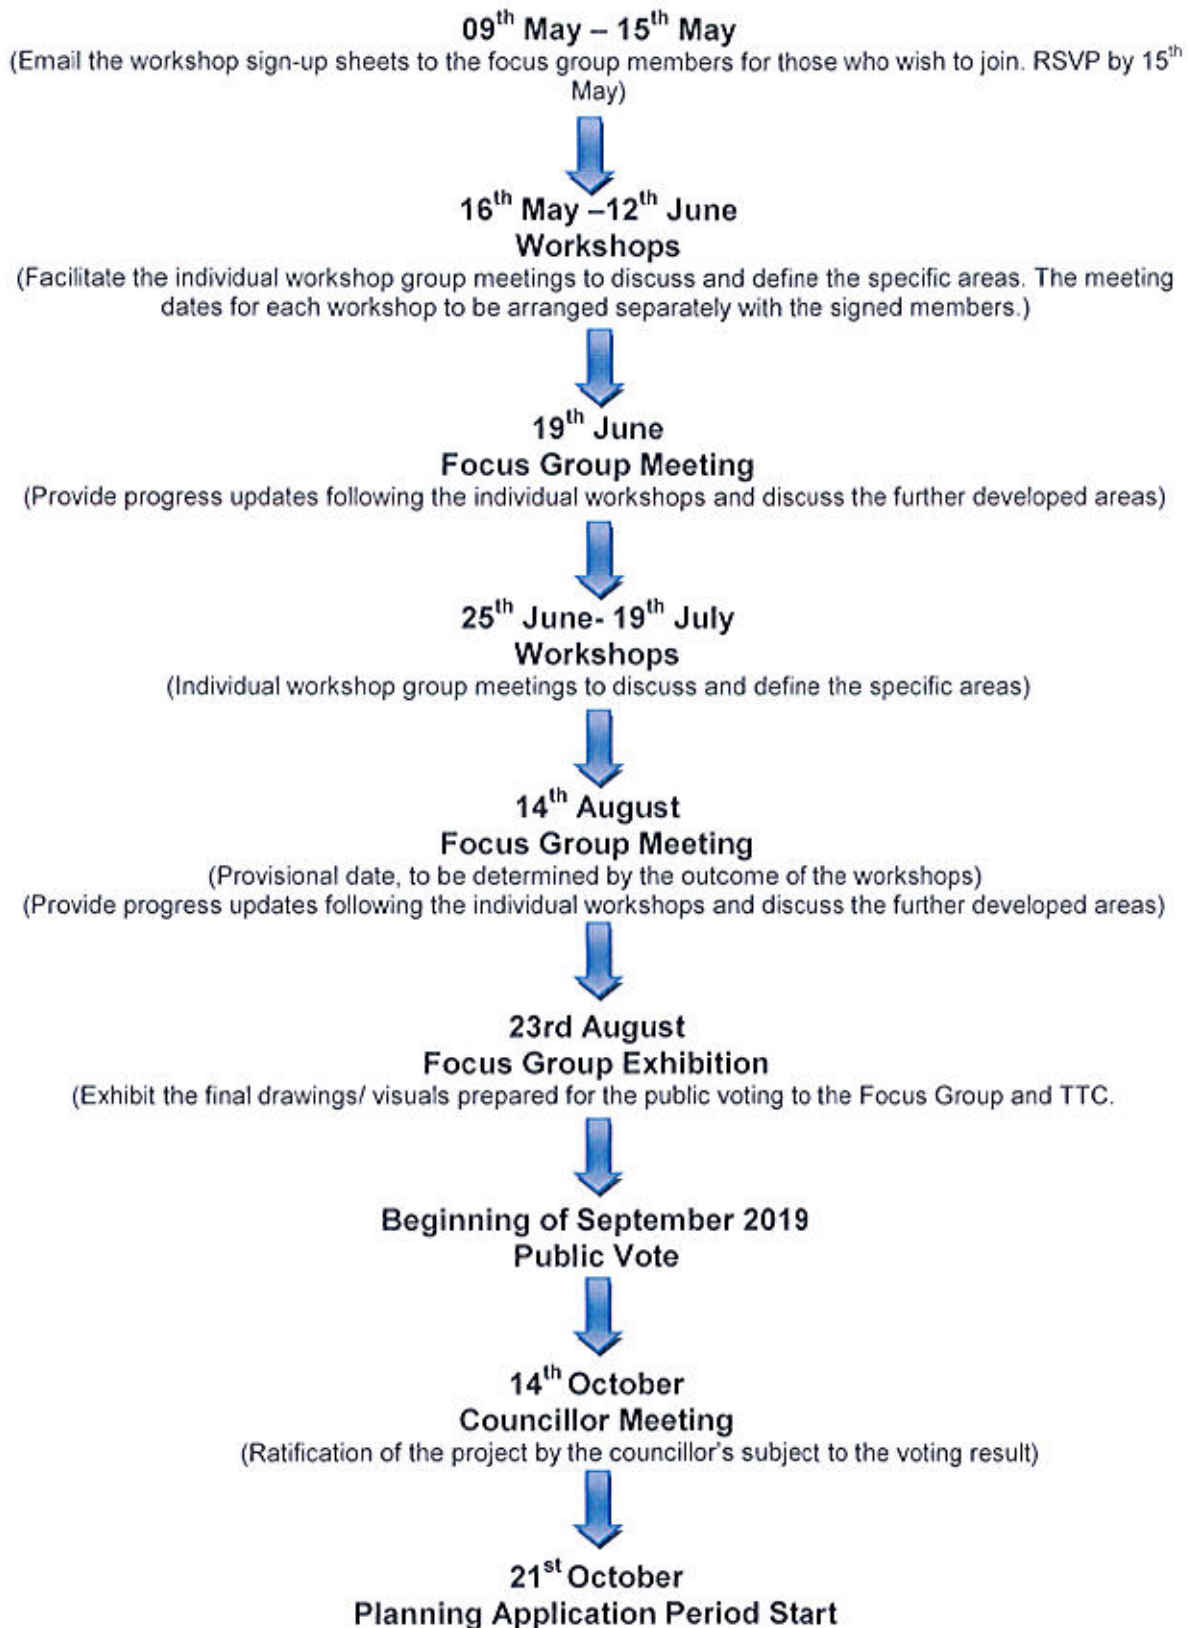 09th May – 15th May
(Email the workshop sign-up sheets to the focus group members for those who wish to join. RSVP by 15th
May)
16th May –12th June
Workshops
(Facilitate the individual workshop group meetings to discuss and define the specific areas. The meeting
dates for each workshop to be arranged separately with the signed members.)
19th June
Focus Group Meeting
(Provide progress updates following the individual workshops and discuss the further developed areas)
25th June- 19th July
Workshops
(Individual workshop group meetings to discuss and define the specific areas)
14th August
Focus Group Meeting
(Provisional date, to be determined by the outcome of the workshops)
(Provide progress updates following the individual workshops and discuss the further developed areas)
23rd August
Focus Group Exhibition
(Exhibit the final drawings/ visuals prepared for the public voting to the Focus Group and TTC.
Beginning of September 2019
Public Vote
14th October
Councillor Meeting
(Ratification of the project by the councillor's subject to the voting result)
21st October
Planning Application Period Start